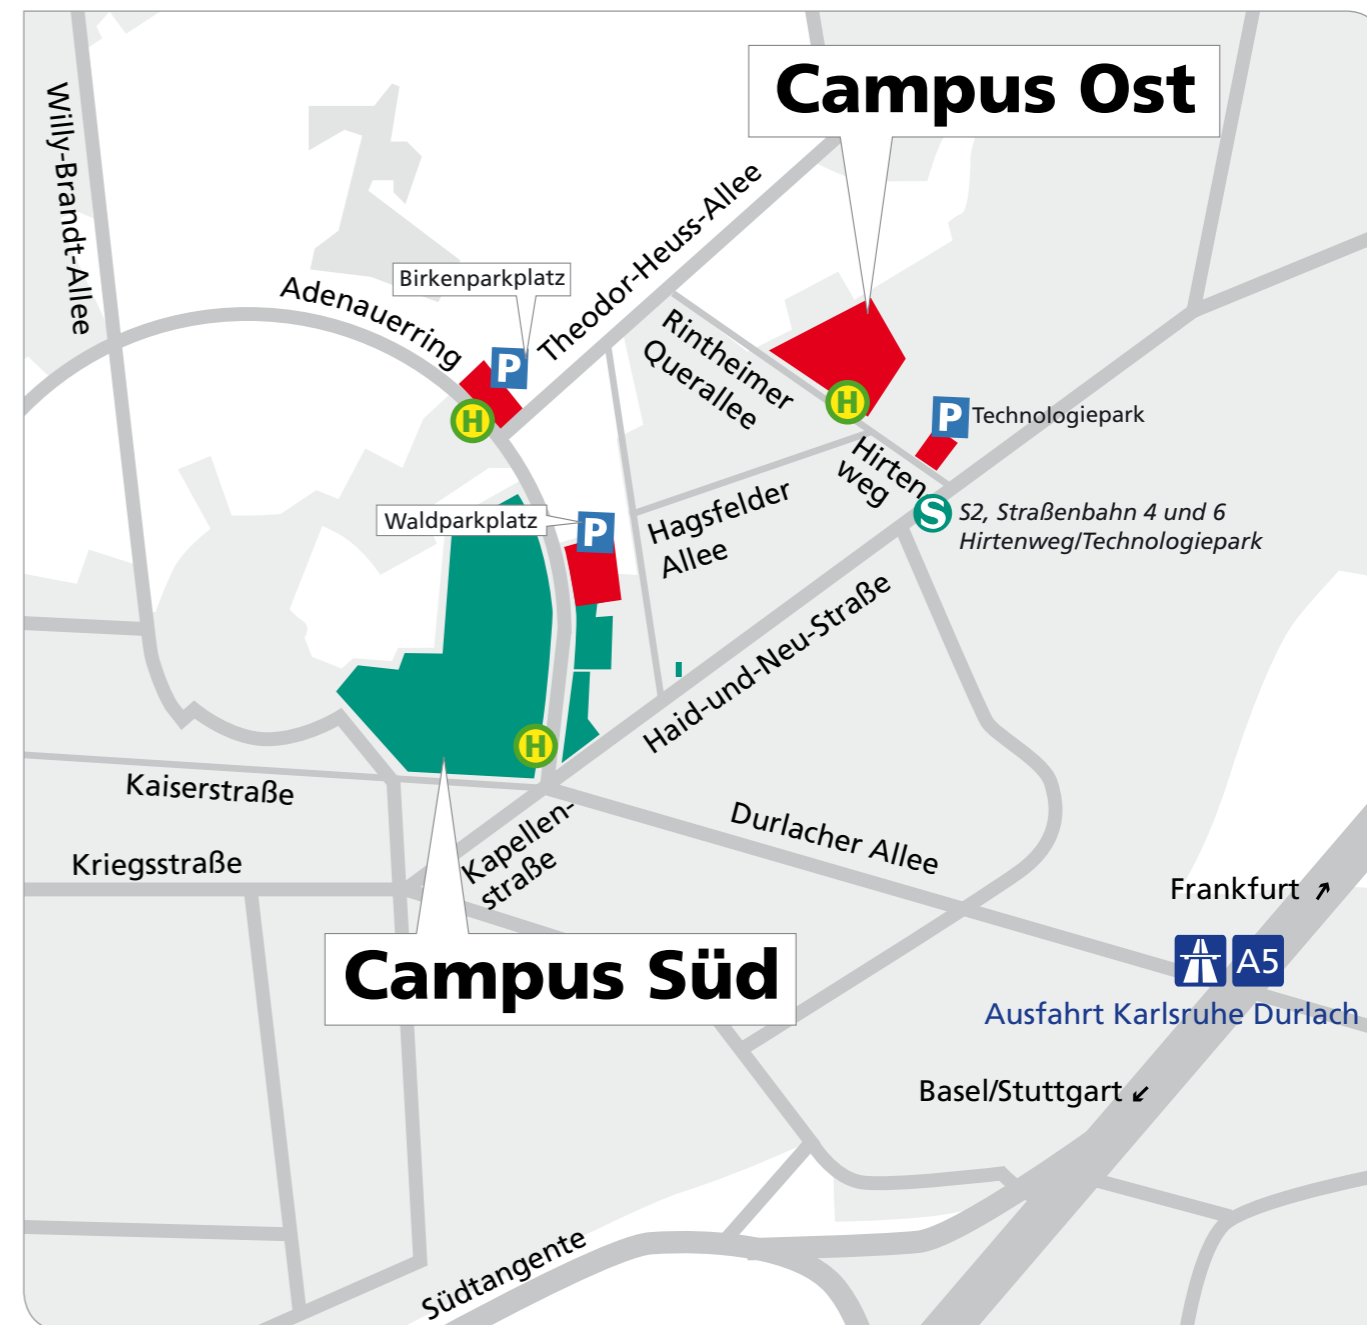 Campus Ost
Willy-Brandt-Allee
Theodor-Heuss-Allee
Birkenparkplatz
Adenauerring
P
Rintheimer
Querallee
H
H
P Technologiepark
Hirten
weg
Hagsfelder
Allee
Waldparkplatz
P
S S2, Straßenbahn 4 und 6
Hirtenweg/Technologiepark
Haid-und-Neu-Straße
H
Kaiserstraße
Kapellen-
straße
Durlacher Allee
Kriegsstraße
Frankfurt
Campus Süd
A5
Ausfahrt Karlsruhe Durlach
Basel/Stuttgart
Südtangente